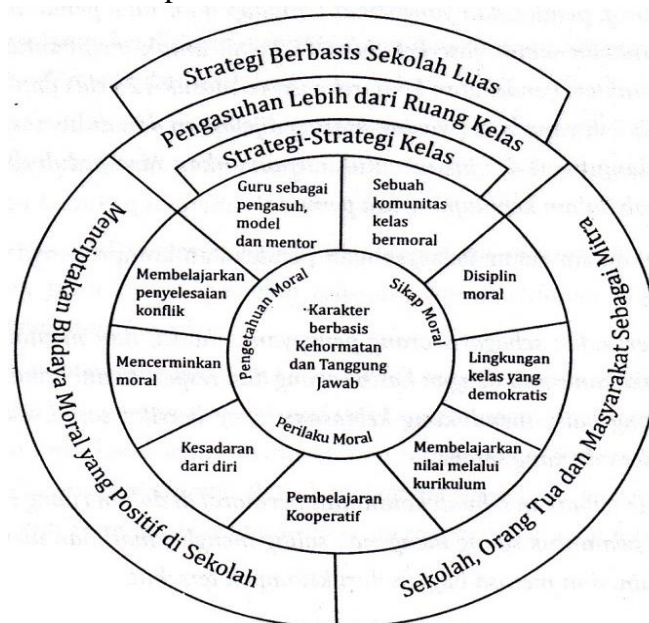 Strategi Berbasis Sekolah Luas
Pengasuhan Lebih dari Ruang Kelas
Strategi-Strategi Kelas
Guru sebagai
pengasuh,
model
dan mentor
Sebuah
komunitas
kelas
bermoral
Disiplin
moral
Lingkungan
kelas yang
demokratis
Membelajarkan
nilai melalui
kurikulum
Pembelajaran
Kooperatif
Kesadaran
dari diri
Mencerminkan
moral
Membelajarkan
penyelesaian
konflik
Pengetahuan Moral
Sikap Moral
Perilaku Moral
Karakter
berbasis
Kehormatan
dan Tanggung
Jawab
Menciptakan Budaya Moral yang Positif di Sekolah
Sekolah, Orang Tua dan Masyarakat Sebagai Mitra